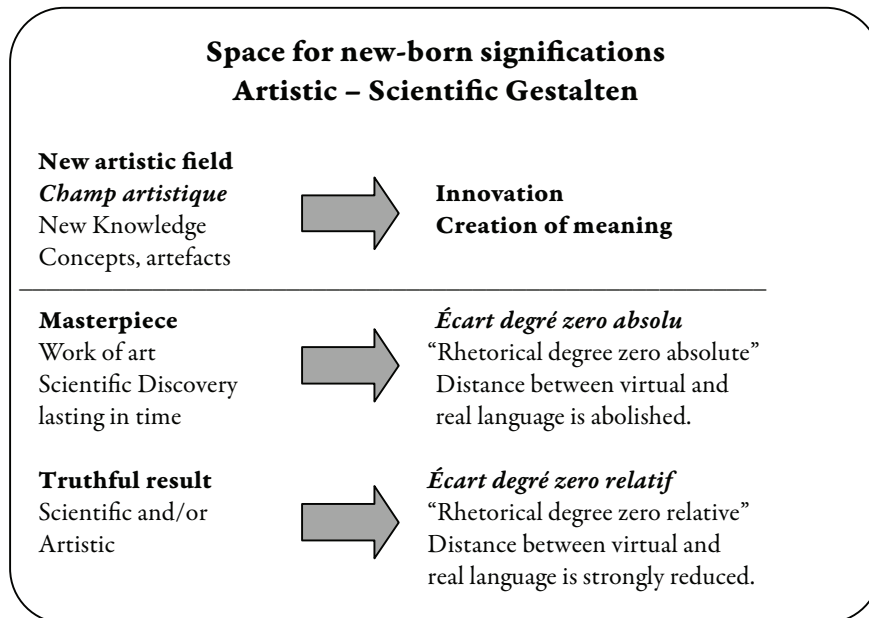 Space for new-born significations
Artistic – Scientific Gestalten
New artistic field
Champ artistique
New Knowledge
Concepts, artefacts
Innovation
Creation of meaning
Masterpiece
Work of art
Scientific Discovery
lasting in time
Écart degré zero absolu
“Rhetorical degree zero absolute”
Distance between virtual and
real language is abolished.
Truthful result
Scientific and/or
Artistic
Écart degré zero relatif
“Rhetorical degree zero relative”
Distance between virtual and
real language is strongly reduced.